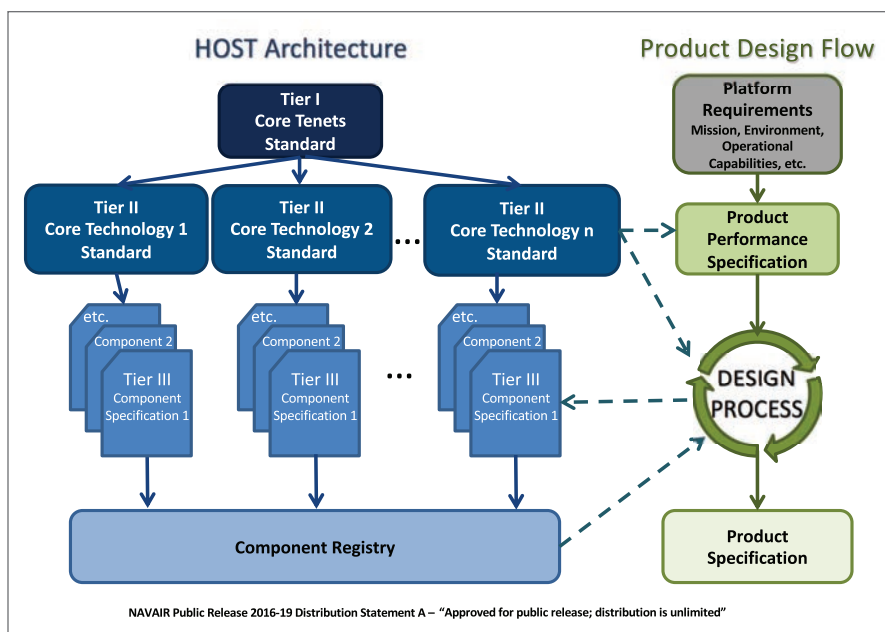 HOST Architecture
Product Design Flow
Tier I
Core Tenets
Standard
Platform
Requirements
Mission, Environment,
Operational
Capabilities, etc.
Tier II
Core Technology 1
Standard
Tier II
Core Technology 2
Standard
...
Tier II
Core Technology n
Standard
Product
Performance
Specification
etc.
Component 2
Tier III
Component
Specification 1
etc.
Component 2
Tier III
Component
Specification 1
...
etc.
Component 2
Tier III
Component
Specification 1
DESIGN
PROCESS
Component Registry
Product
Specification
NAVAIR Public Release 2016-19 Distribution Statement A – “Approved for public release; distribution is unlimited”